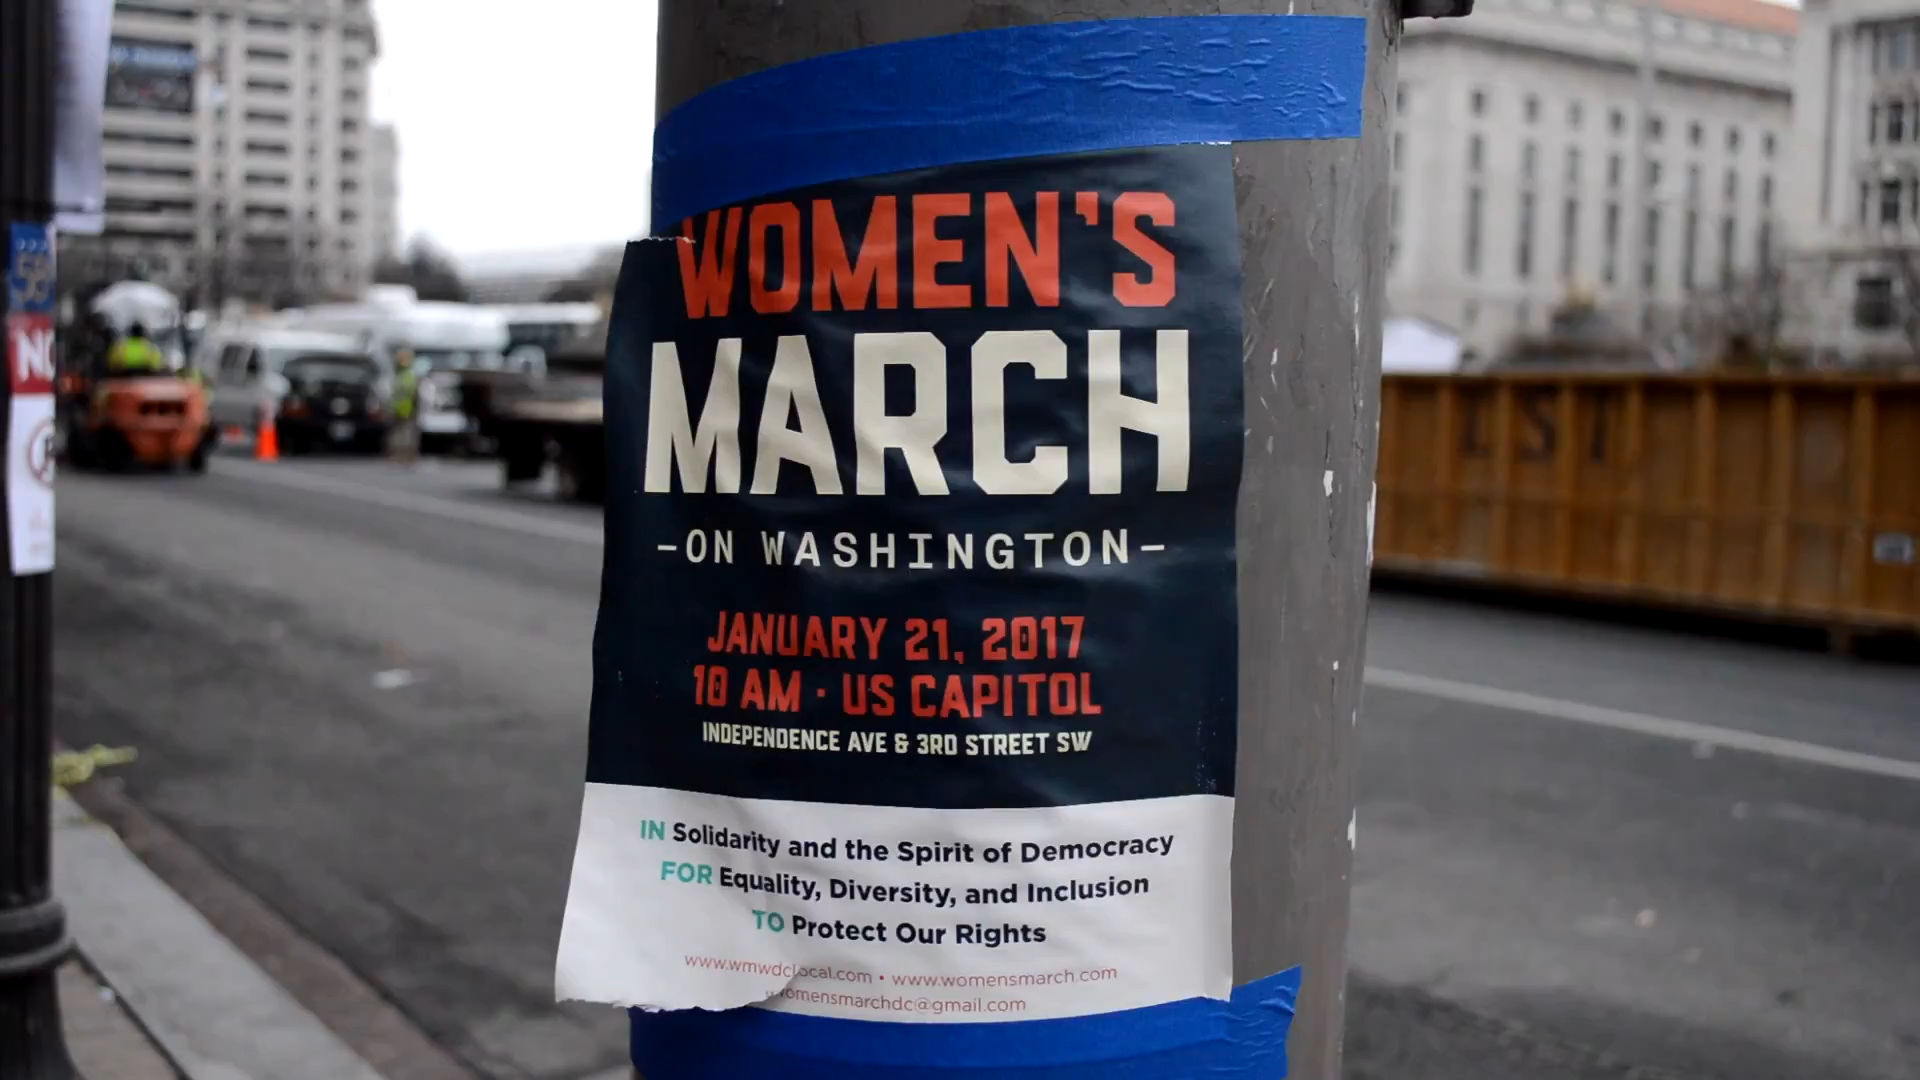 WOMEN'S
MARCH
-ON WASHINGTON-
JANUARY 21, 2017
10 AM · US CAPITOL
INDEPENDENCE AVE & 3RD STREET SW
IN Solidarity and the Spirit of Democracy
FOR Equality, Diversity, and Inclusion
TO Protect Our Rights
www.wmwdclocal.com • www.womensmarch.com
womensmarchdc@gmail.com
NO